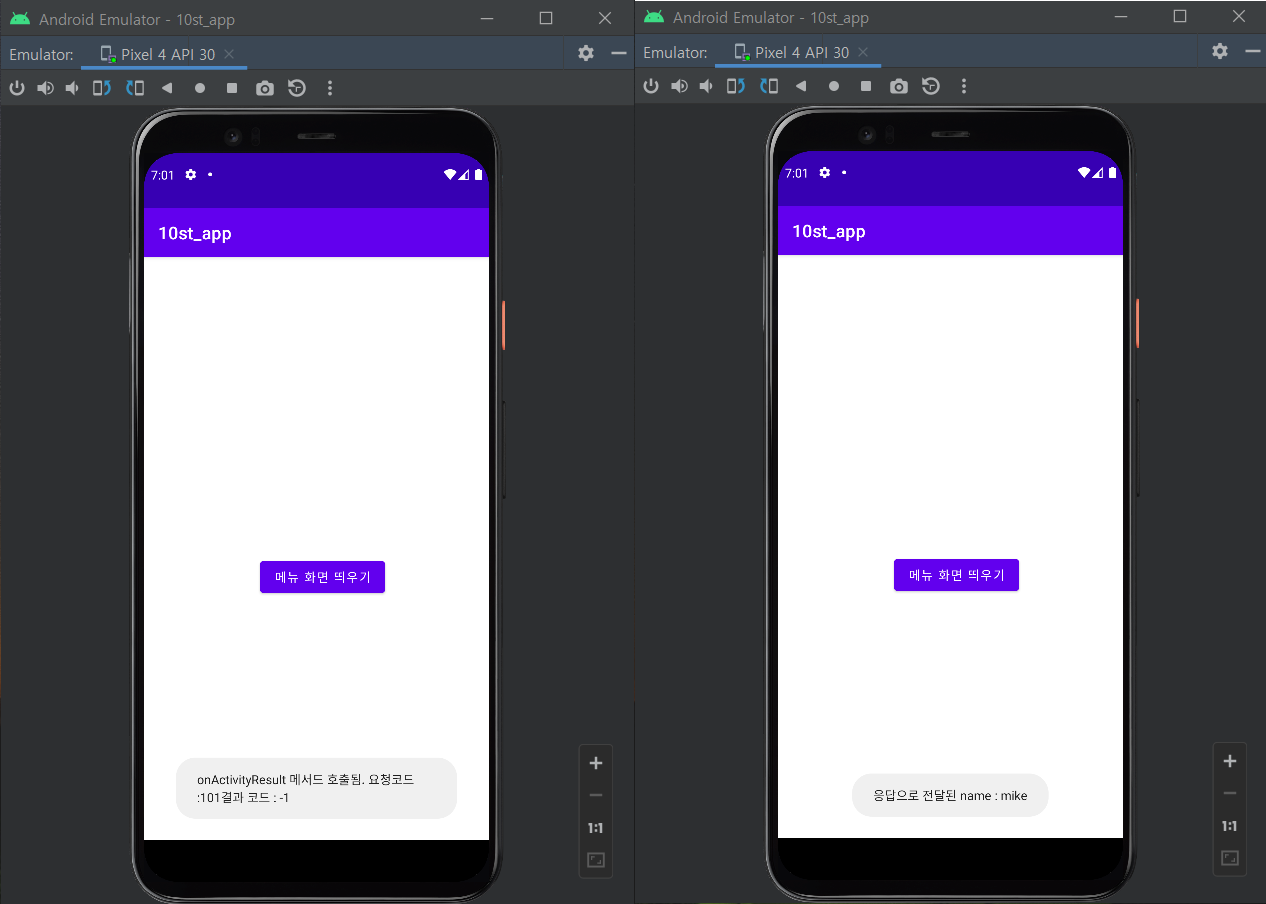 Android Emulator - 10st_app
Emulator:
Pixel 4 API 30
7:01
10st_app
메뉴 화면 띄우기
onActivityResult 메서드 호출됨. 요청코드
:101결과 코드 : -1
1:1
Android Emulator - 10st_app
Emulator:
Pixel 4 API 30
7:01
10st_app
메뉴 화면 띄우기
응답으로 전달된 name : mike
1:1